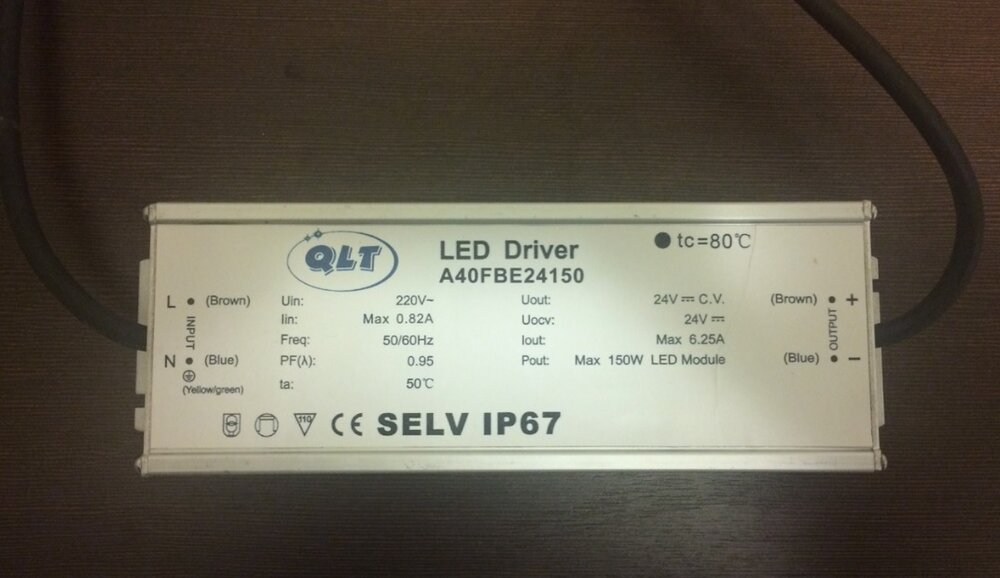 QLT
LED Driver
A40FBE24150
tc=80℃
L (Brown)
INPUT
N (Blue)
(Yellow/green)
Uin: 220V~
Iin: Max 0.82A
Freq: 50/60Hz
PF(λ): 0.95
ta: 50℃
Uout: 24V⎓ C.V.
Uocv: 24V⎓
Iout: Max 6.25A
Pout: Max 150W LED Module
(Brown) +
OUTPUT
(Blue) −
110
CE SELV IP67